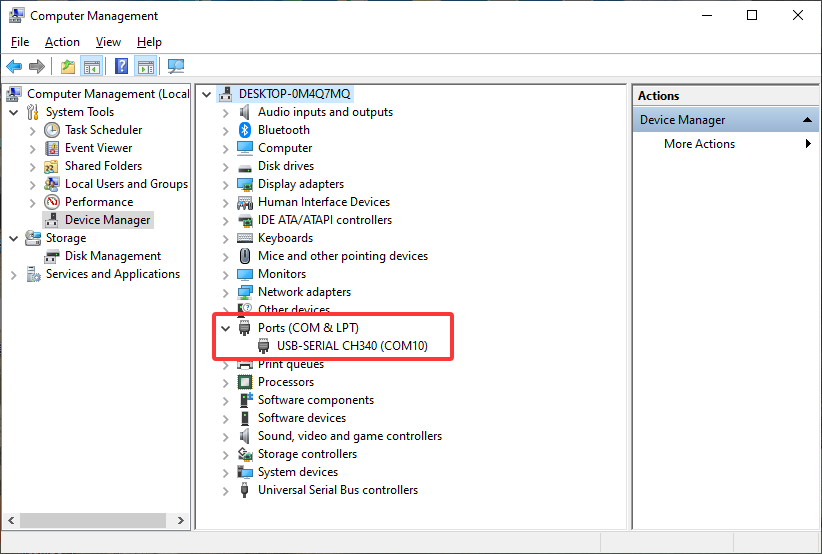 Computer Management
File Action View Help
Computer Management (Local
System Tools
Task Scheduler
Event Viewer
Shared Folders
Local Users and Groups
Performance
Device Manager
Storage
Disk Management
Services and Applications
DESKTOP-0M4Q7MQ
Audio inputs and outputs
Bluetooth
Computer
Disk drives
Display adapters
Human Interface Devices
IDE ATA/ATAPI controllers
Keyboards
Mice and other pointing devices
Monitors
Network adapters
Other devices
Ports (COM & LPT)
USB-SERIAL CH340 (COM10)
Print queues
Processors
Software components
Software devices
Sound, video and game controllers
Storage controllers
System devices
Universal Serial Bus controllers
Actions
Device Manager
More Actions